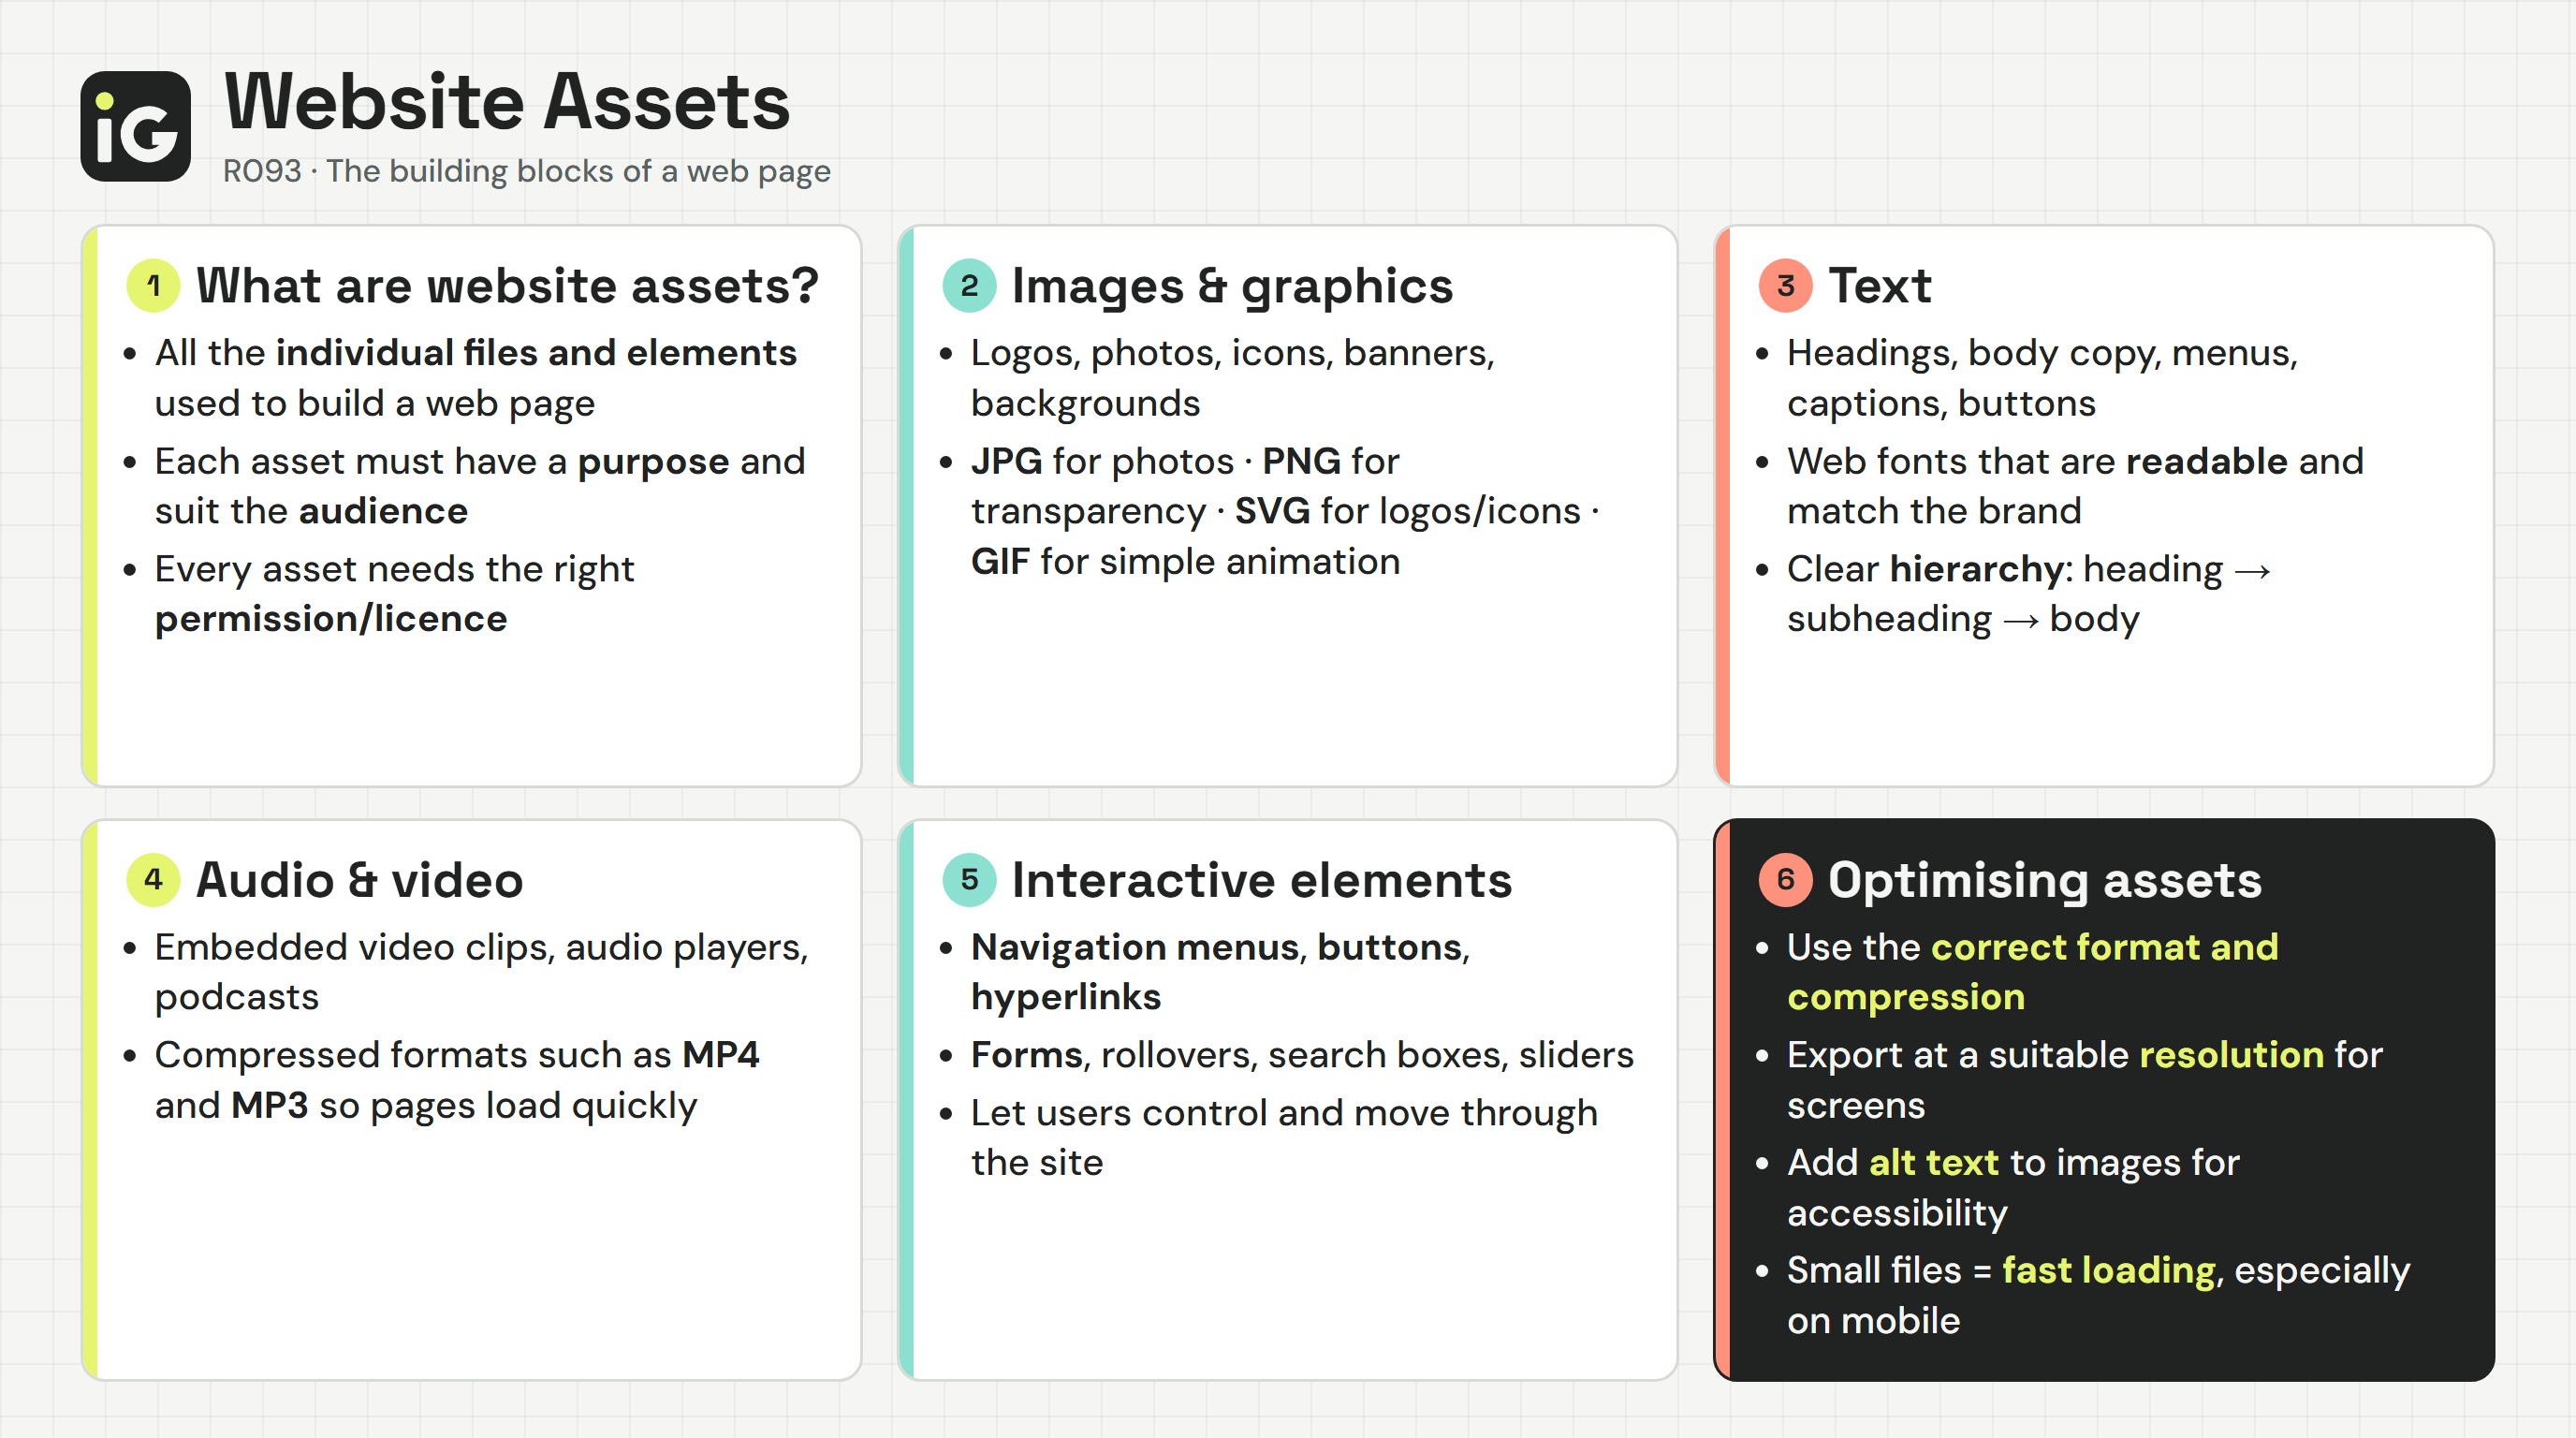 iG
Website Assets
R093 · The building blocks of a web page
1 What are website assets?
• All the individual files and elements
used to build a web page
• Each asset must have a purpose and
suit the audience
• Every asset needs the right
permission/licence
2 Images & graphics
• Logos, photos, icons, banners,
backgrounds
• JPG for photos · PNG for
transparency · SVG for logos/icons ·
GIF for simple animation
3 Text
• Headings, body copy, menus,
captions, buttons
• Web fonts that are readable and
match the brand
• Clear hierarchy: heading →
subheading → body
4 Audio & video
• Embedded video clips, audio players,
podcasts
• Compressed formats such as MP4
and MP3 so pages load quickly
5 Interactive elements
• Navigation menus, buttons,
hyperlinks
• Forms, rollovers, search boxes, sliders
• Let users control and move through
the site
6 Optimising assets
• Use the correct format and
compression
• Export at a suitable resolution for
screens
• Add alt text to images for
accessibility
• Small files = fast loading, especially
on mobile